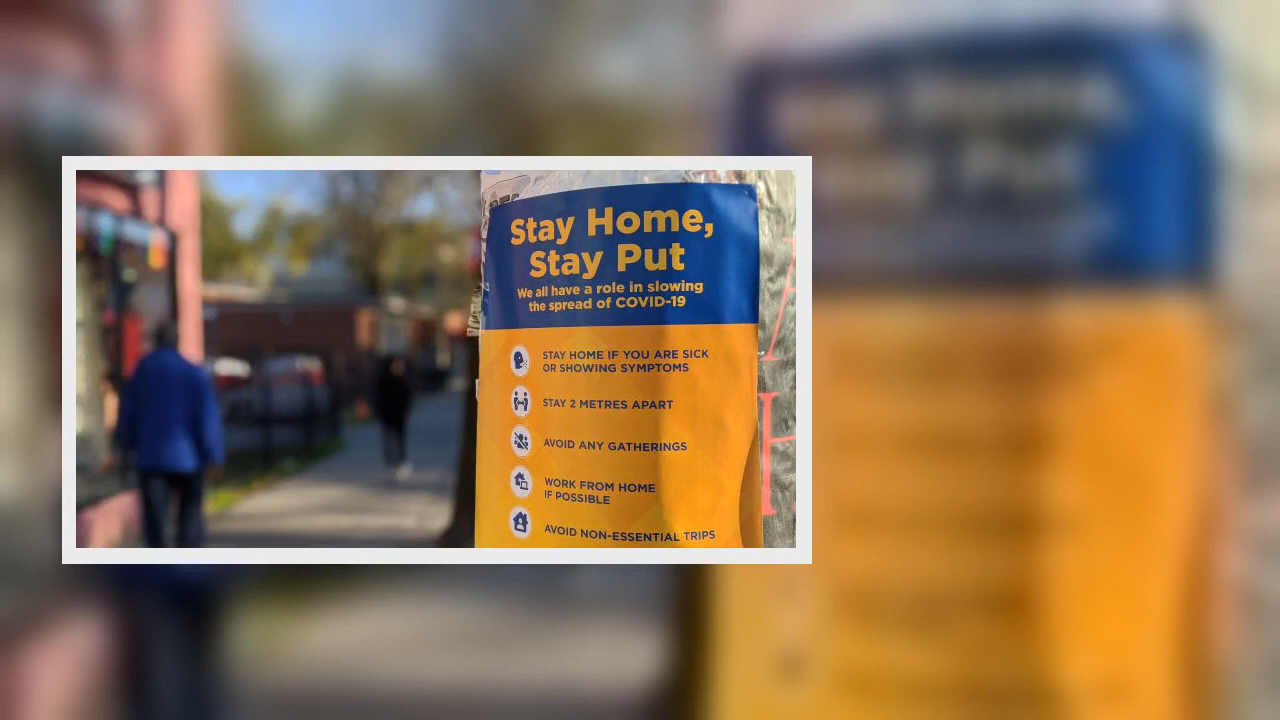 Stay Home,
Stay Put
We all have a role in slowing
the spread of COVID-19
STAY HOME IF YOU ARE SICK
OR SHOWING SYMPTOMS
STAY 2 METRES APART
AVOID ANY GATHERINGS
WORK FROM HOME
IF POSSIBLE
AVOID NON-ESSENTIAL TRIPS